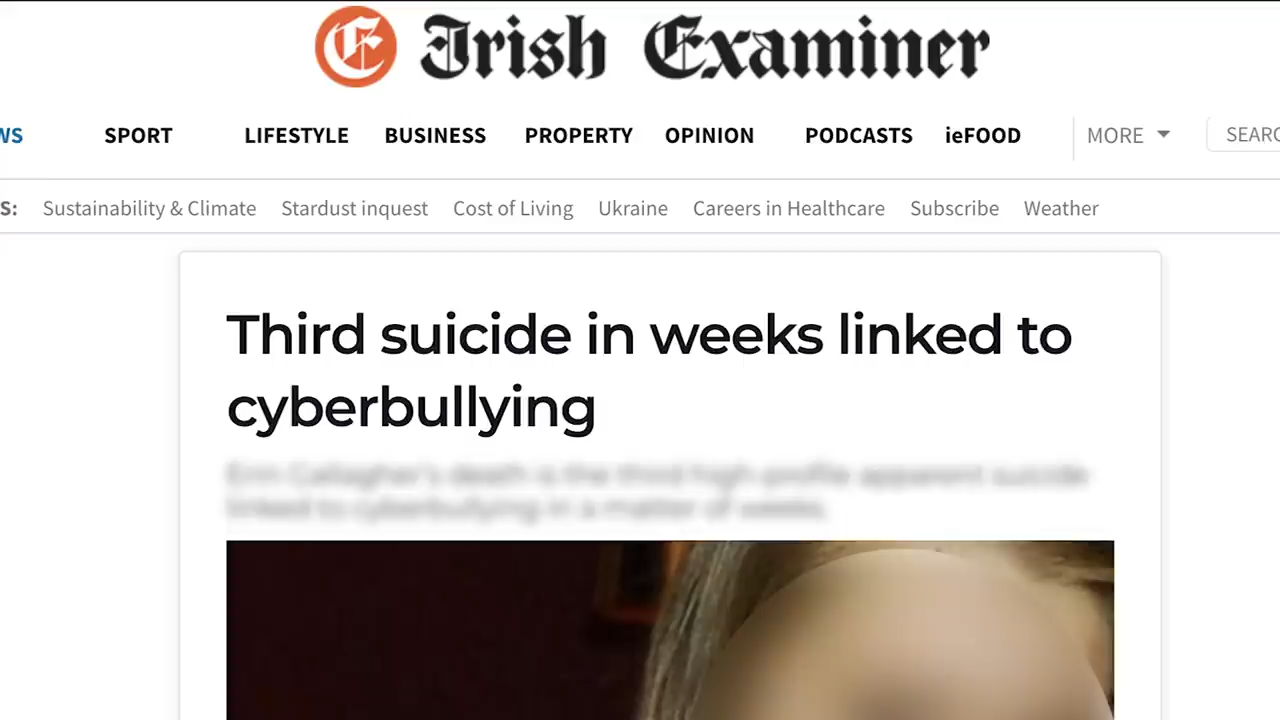 Irish Examiner
WS SPORT LIFESTYLE BUSINESS PROPERTY OPINION PODCASTS ieFOOD MORE SEARC
S: Sustainability & Climate Stardust inquest Cost of Living Ukraine Careers in Healthcare Subscribe Weather
Third suicide in weeks linked to
cyberbullying